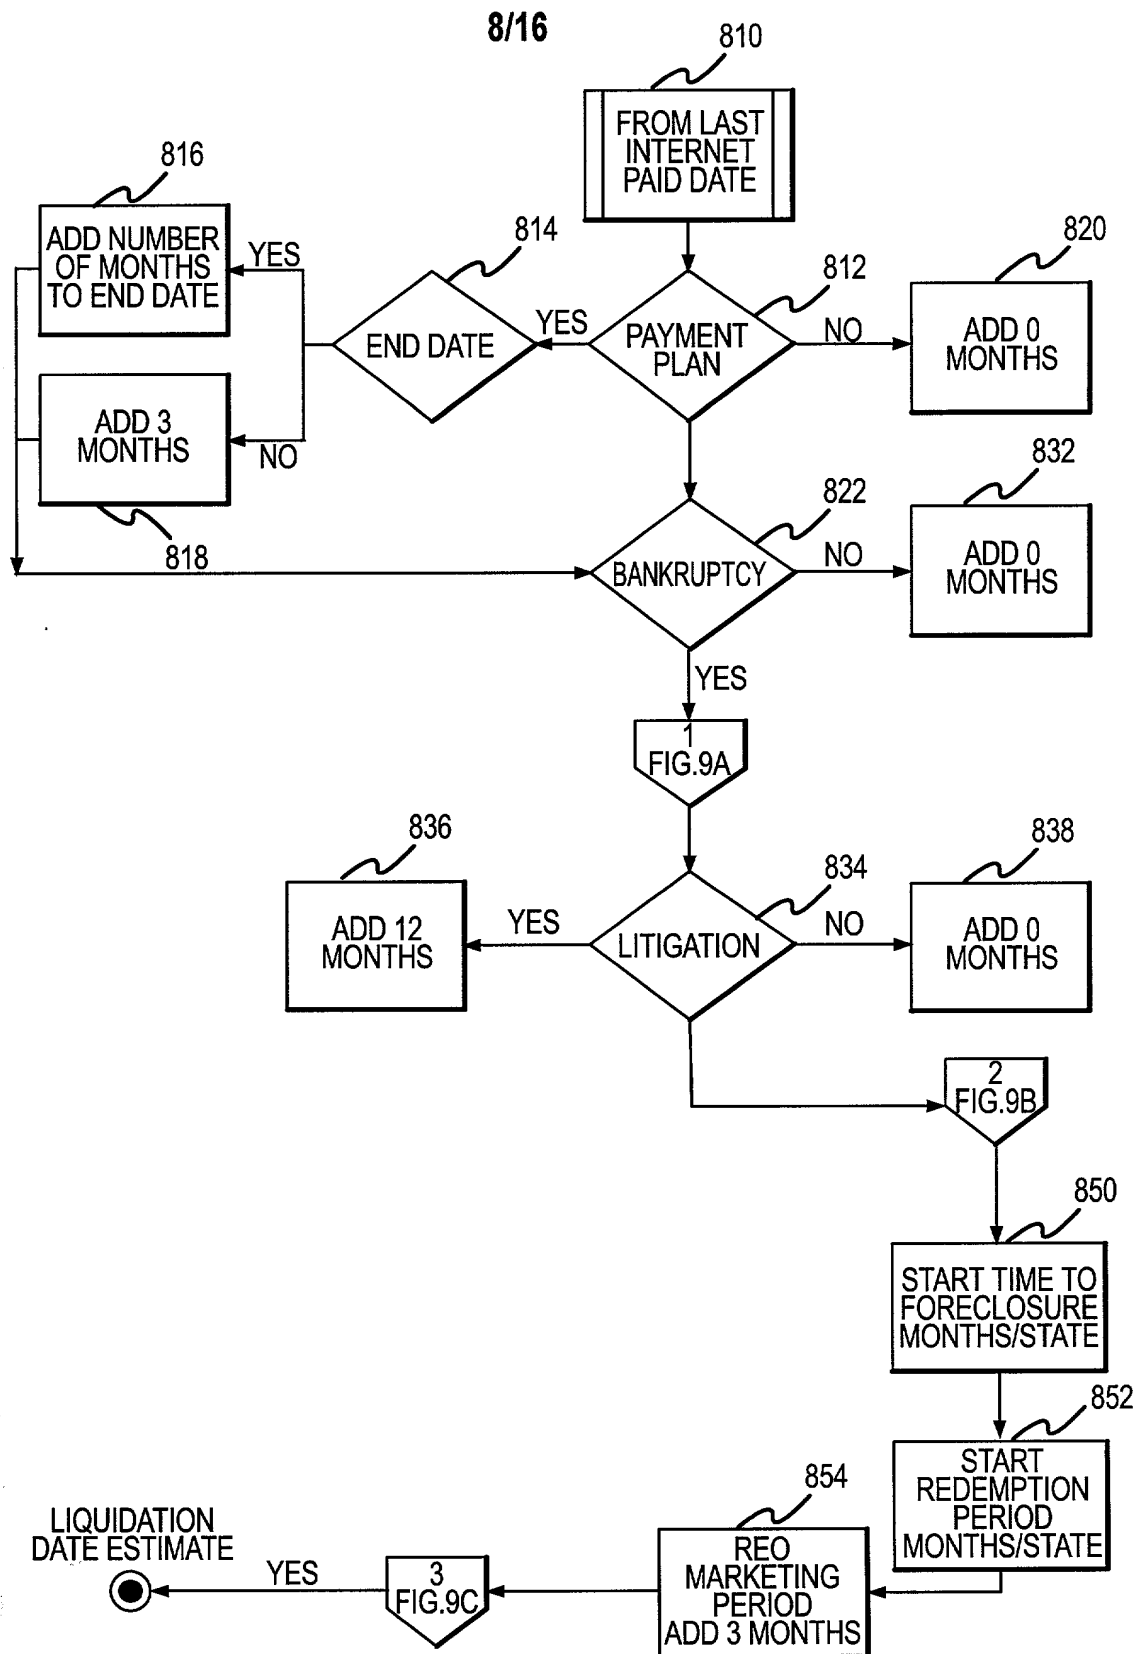 8/16
810
FROM LAST
INTERNET
PAID DATE
816
ADD NUMBER
OF MONTHS
TO END DATE
YES
814
END DATE
YES
812
PAYMENT
PLAN
NO
820
ADD 0
MONTHS
ADD 3
MONTHS
NO
818
822
BANKRUPTCY
NO
832
ADD 0
MONTHS
YES
1
FIG.9A
836
ADD 12
MONTHS
YES
834
LITIGATION
NO
838
ADD 0
MONTHS
2
FIG.9B
850
START TIME TO
FORECLOSURE
MONTHS/STATE
852
START
REDEMPTION
PERIOD
MONTHS/STATE
854
REO
MARKETING
PERIOD
ADD 3 MONTHS
3
FIG.9C
YES
LIQUIDATION
DATE ESTIMATE